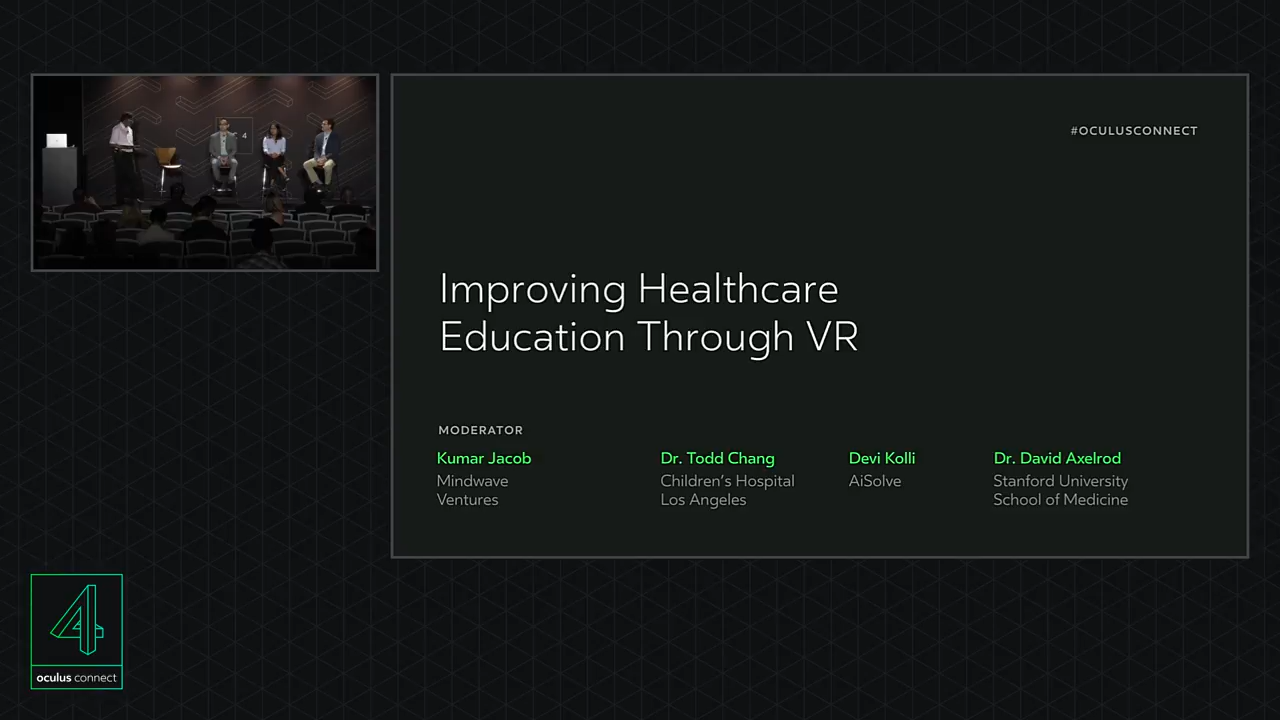 #OCULUSCONNECT
Improving Healthcare
Education Through VR
MODERATOR
Kumar Jacob
Mindwave
Ventures
Dr. Todd Chang
Children's Hospital
Los Angeles
Devi Kolli
AiSolve
Dr. David Axelrod
Stanford University
School of Medicine
4
oculus connect